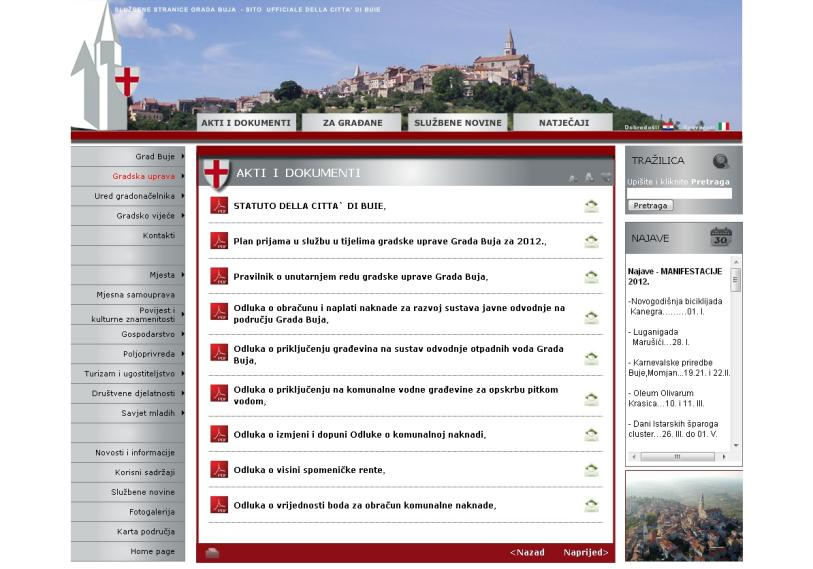 SLUŽBENE STRANICE GRADA BUJA - SITO UFFICIALE DELLA CITTA' DI BUIE
AKTI I DOKUMENTI
ZA GRAĐANE
SLUŽBENE NOVINE
NATJEČAJI
Dobrodošli
Grad Buje
Gradska uprava
Ured gradonačelnika
Gradsko vijeće
Kontakti
Mjesta
Mjesna samouprava
Povijest i
kulturne znamenitosti
Gospodarstvo
Poljoprivreda
Turizam i ugostiteljstvo
Društvene djelatnosti
Savjet mladih
Novosti i informacije
Korisni sadržaji
Službene novine
Fotogalerija
Karta područja
Home page
AKTI I DOKUMENTI
STATUTO DELLA CITTA` DI BUIE,
Plan prijama u službu u tijelima gradske uprave Grada Buja za 2012.,
Pravilnik o unutarnjem redu gradske uprave Grada Buja,
Odluka o obračunu i naplati naknade za razvoj sustava javne odvodnje na
području Grada Buja,
Odluka o priključenju građevina na sustav odvodnje otpadnih voda Grada
Buja,
Odluka o priključenju na komunalne vodne građevine za opskrbu pitkom
vodom,
Odluka o izmjeni i dopuni Odluke o komunalnoj naknadi,
Odluka o visini spomeničke rente,
Odluka o vrijednosti boda za obračun komunalne naknade,
<Nazad
Naprijed>
TRAŽILICA
Upišite i kliknite Pretraga
Pretraga
NAJAVE
30
Najave - MANIFESTACIJE
2012.
-Novogodišnja biciklijada
Kanegra.........01. I.
- Luganigada
Marušići...28. I.
- Karnevalske priredbe
Buje,Momjan...19.21. i 22.II.
- Oleum Olivarum
Krasica...10. i 11. III.
- Dani Istarskih šparoga
cluster...26. III. do 01. V.